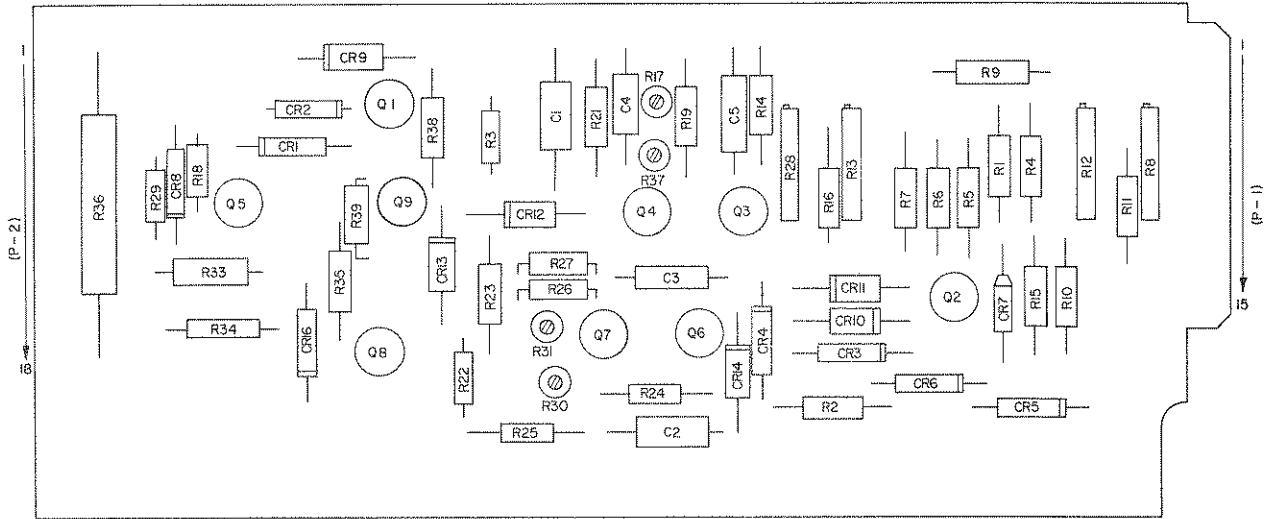 1
CR9
R17
R9
1
CR2
Q1
R38
R3
C1
R21
C4
R19
C5
R14
R28
R16
R13
R7
R6
R5
R1
R4
R12
R11
R8
CR1
R37
R36
R29
CR8
R18
Q5
R39
Q9
CR12
Q4
Q3
(P-2)
(P-1)
R33
R35
CR13
R23
R27
R26
C3
CR11
Q2
CR7
R15
R10
15
R34
CR16
Q8
R31
Q7
Q6
CR14
CR4
CR10
CR3
18
R22
R30
R24
CR6
R2
CR5
R25
C2